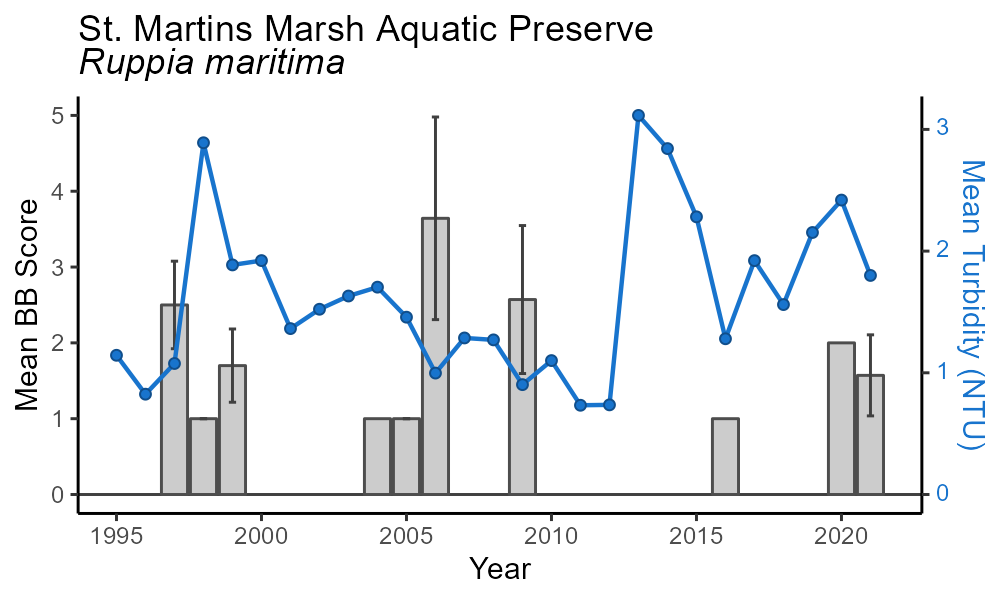 St. Martins Marsh Aquatic Preserve
Ruppia maritima
5
4
3
2
1
0
Mean BB Score
3
2
1
0
Mean Turbidity (NTU)
1995 2000 2005 2010 2015 2020
Year